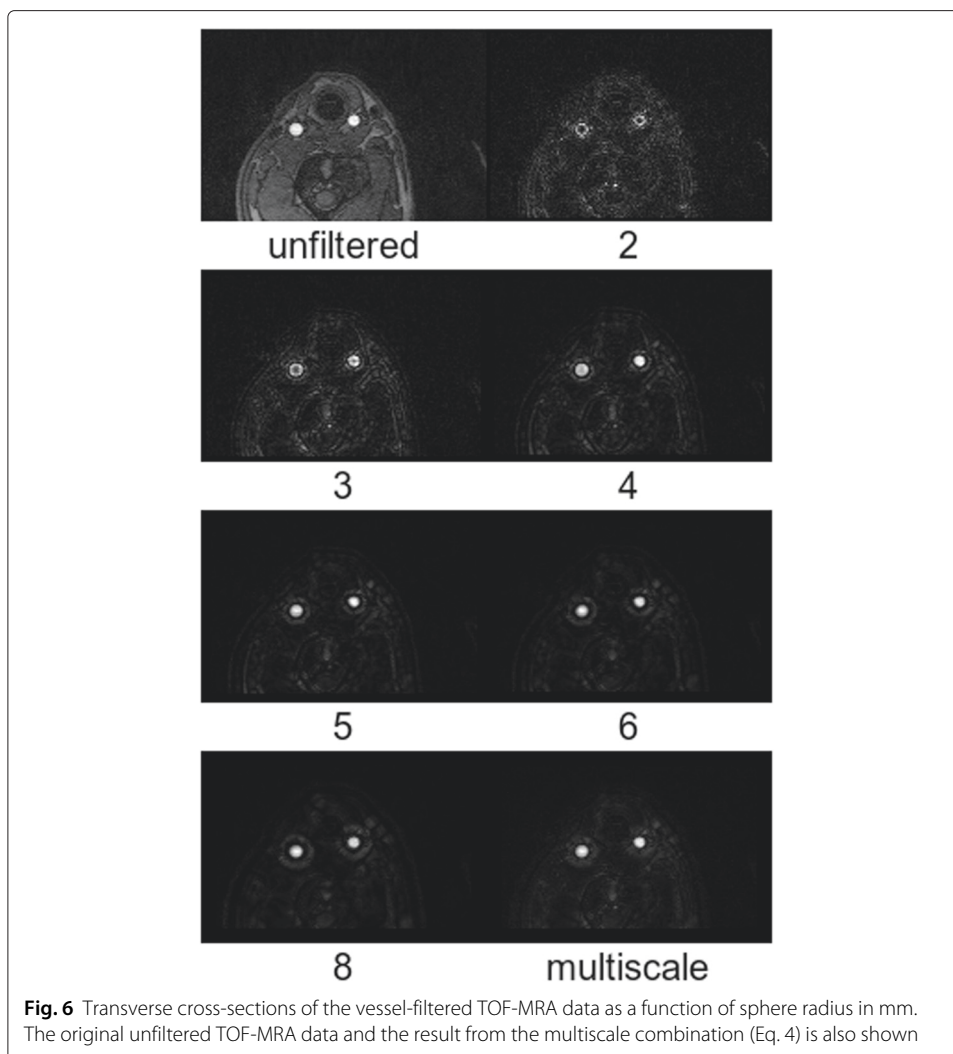 unfiltered 2
3 4
5 6
8 multiscale
Fig. 6 Transverse cross-sections of the vessel-filtered TOF-MRA data as a function of sphere radius in mm.
The original unfiltered TOF-MRA data and the result from the multiscale combination (Eq. 4) is also shown